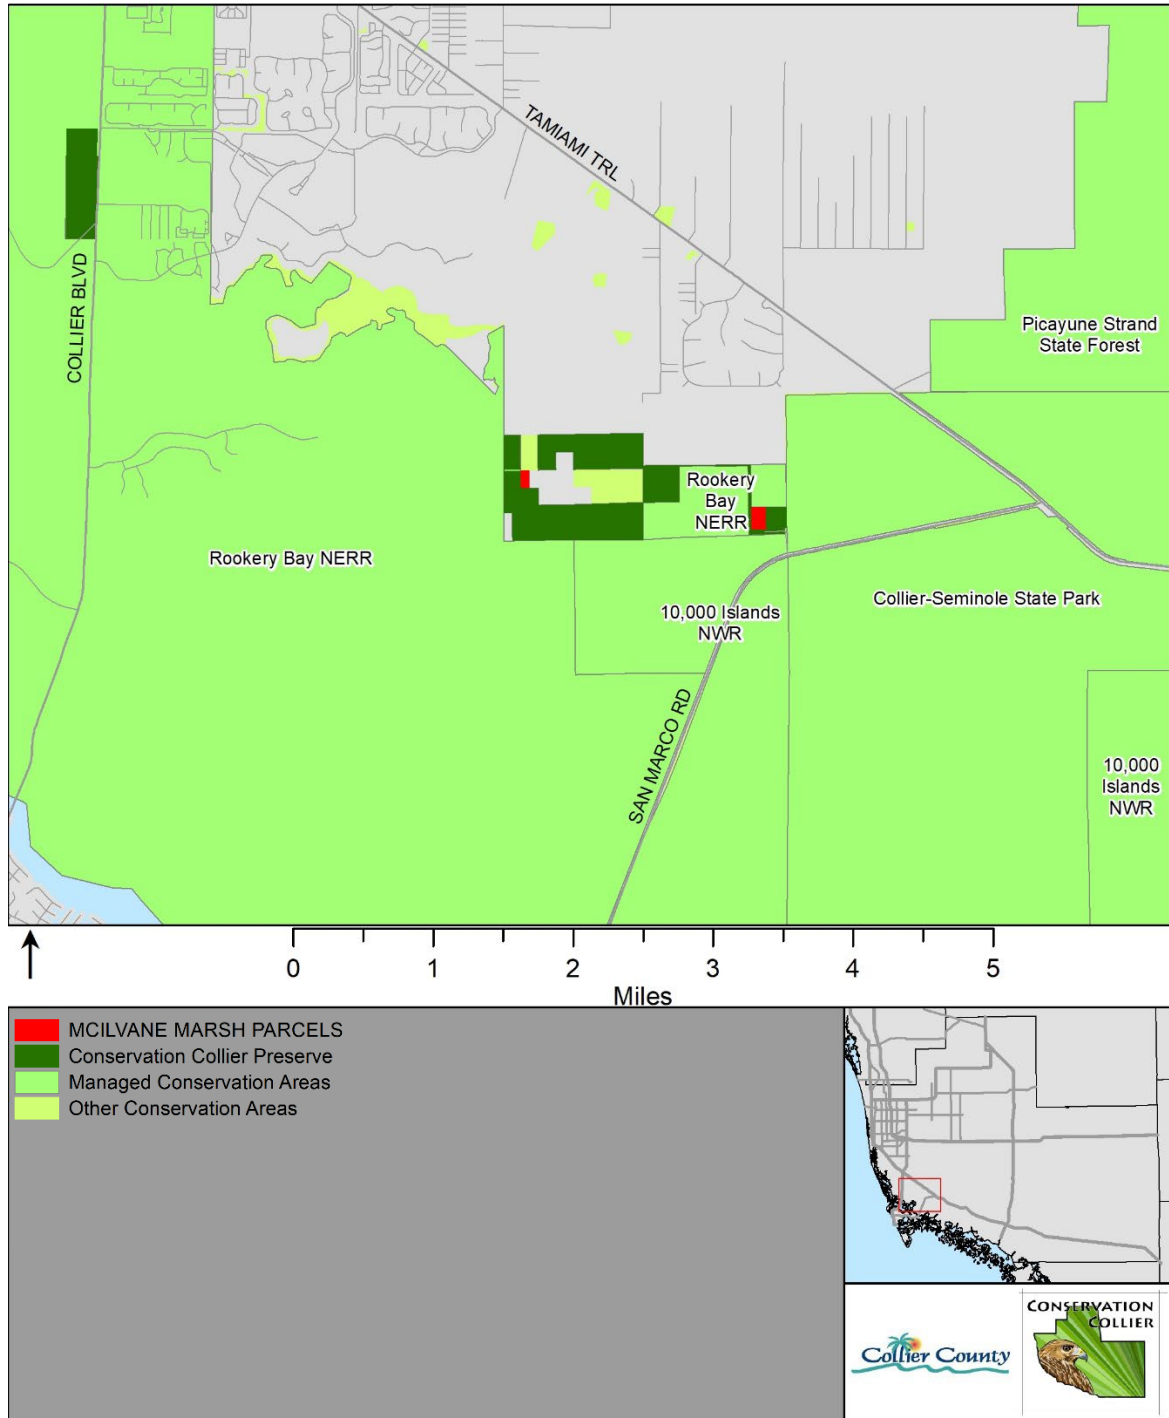 TAMIAMI TRL
COLLIER BLVD
Picayune Strand
State Forest
Rookery
Bay
NERR
Rookery Bay NERR
10,000 Islands
NWR
Collier-Seminole State Park
SAN MARCO RD
10,000
Islands
NWR
0 1 2 3 4 5
Miles
MCILVANE MARSH PARCELS
Conservation Collier Preserve
Managed Conservation Areas
Other Conservation Areas
Collier County
CONSERVATION
COLLIER